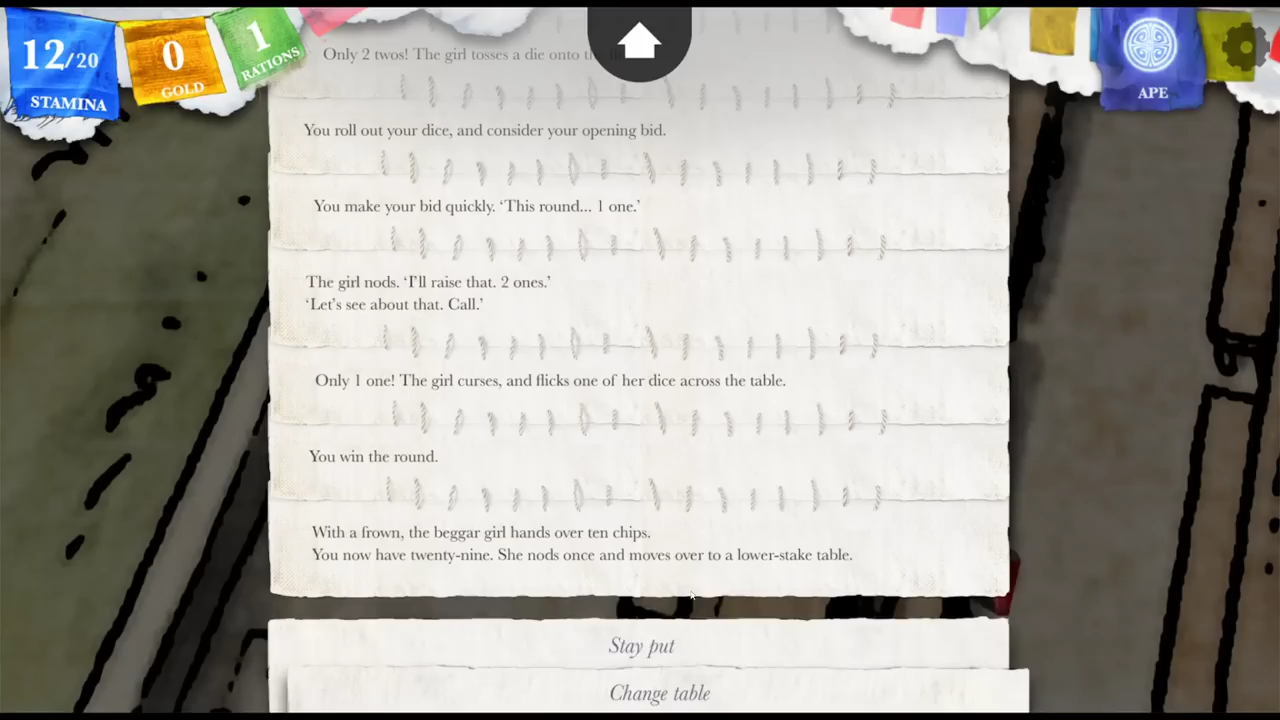 12/20
STAMINA
0
GOLD
1
RATIONS
APE
Only 2 twos! The girl tosses a die onto
You roll out your dice, and consider your opening bid.
You make your bid quickly. ‘This round... 1 one.’
The girl nods. ‘I’ll raise that. 2 ones.’
‘Let’s see about that. Call.’
Only 1 one! The girl curses, and flicks one of her dice across the table.
You win the round.
With a frown, the beggar girl hands over ten chips.
You now have twenty-nine. She nods once and moves over to a lower-stake table.
Stay put
Change table